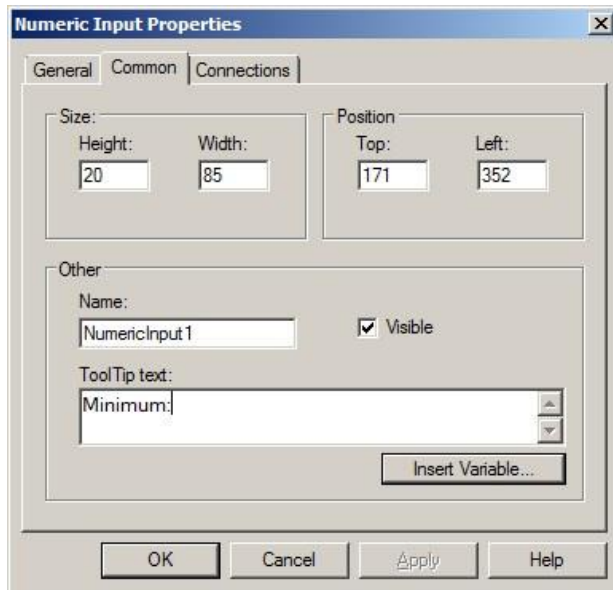 Numeric Input Properties
General Common Connections
Size: Position
Height: Width: Top: Left:
20 85 171 352
Other
Name:
NumericInput1 Visible
ToolTip text:
Minimum:
Insert Variable...
OK Cancel Apply Help